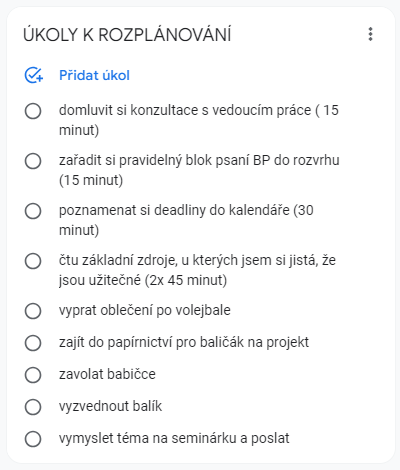 ÚKOLY K ROZPLÁNOVÁNÍ
Přidat úkol
domluvit si konzultace s vedoucím práce ( 15
minut)
zařadit si pravidelný blok psaní BP do rozvrhu
(15 minut)
poznamenat si deadliny do kalendáře (30
minut)
čtu základní zdroje, u kterých jsem si jistá, že
jsou užitečné (2x 45 minut)
vyprat oblečení po volejbale
zajít do papírnictví pro baličák na projekt
zavolat babičce
vyzvednout balík
vymyslet téma na seminárku a poslat